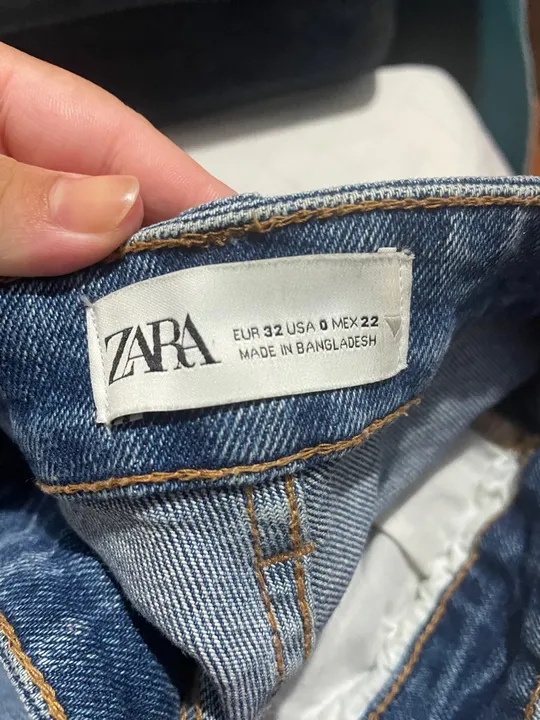 ZARA
EUR 32 USA 0 MEX 22
MADE IN BANGLADESH